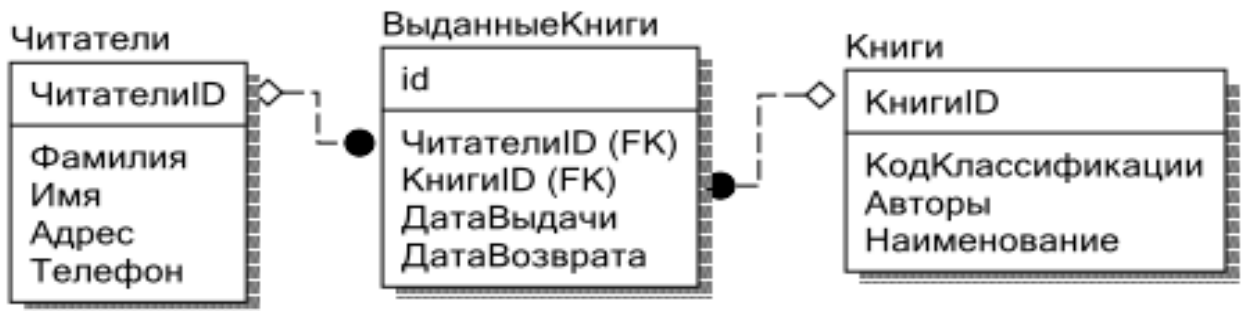 Читатели
ЧитателиID
Фамилия
Имя
Адрес
Телефон
ВыданныеКниги
id
ЧитателиID (FK)
КнигиID (FK)
ДатаВыдачи
ДатаВозврата
Книги
КнигиID
КодКлассификации
Авторы
Наименование